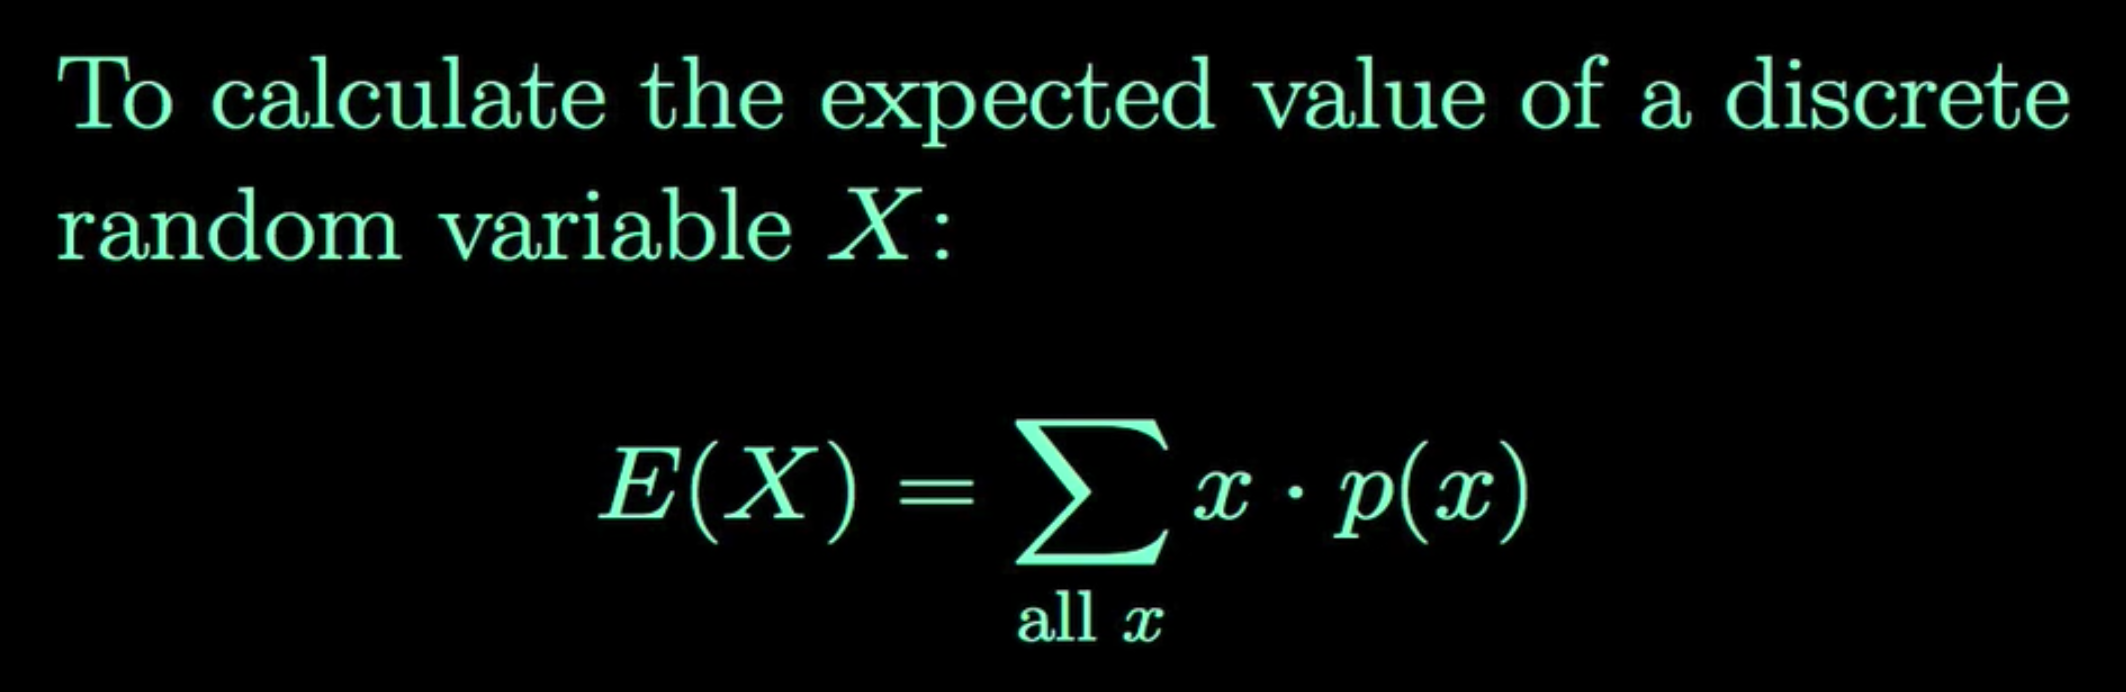 To calculate the expected value of a discrete
random variable X:
E(X) = ∑ x · p(x)
all x